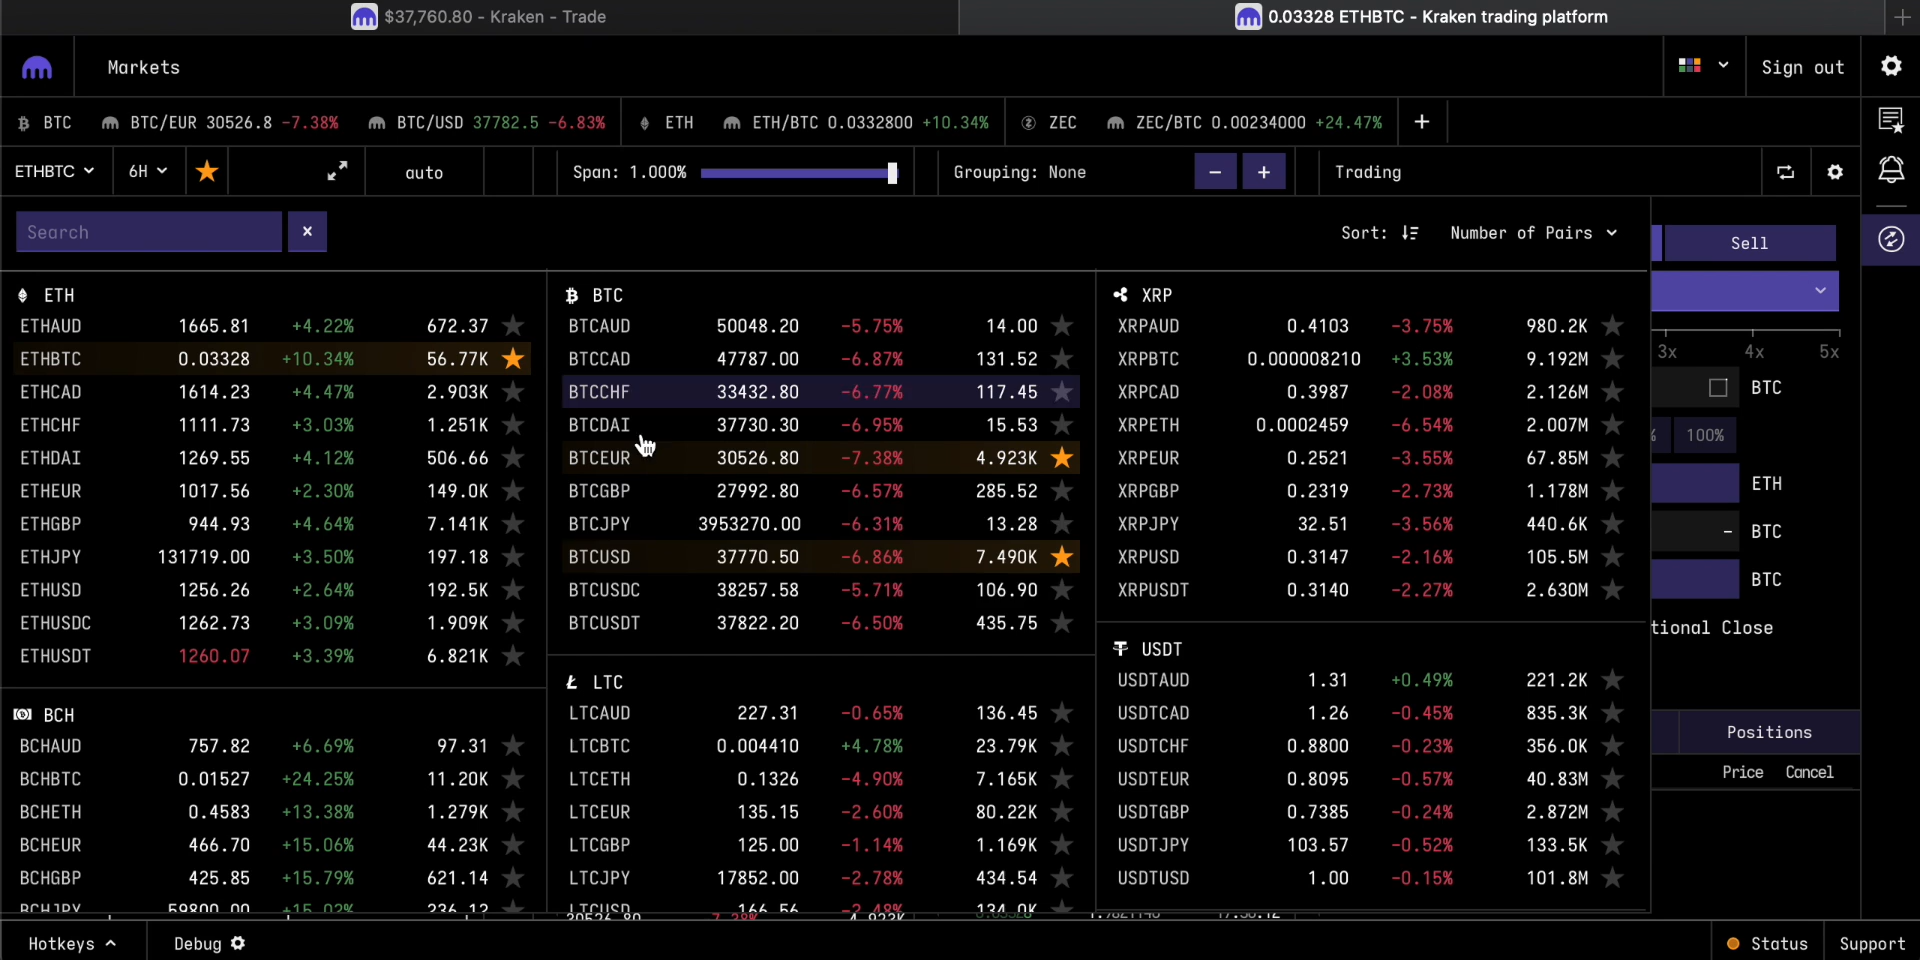 $37,760.80 - Kraken - Trade
0.03328 ETHBTC - Kraken trading platform
Markets
Sign out
BTC BTC/EUR 30526.8 -7.38% BTC/USD 37782.5 -6.83% ETH ETH/BTC 0.0332800 +10.34% ZEC ZEC/BTC 0.00234000 +24.47% +
ETHBTC 6H auto Span: 1.000% Grouping: None - + Trading
Search × Sort: Number of Pairs
ETH
ETHAUD 1665.81 +4.22% 672.37
ETHBTC 0.03328 +10.34% 56.77K
ETHCAD 1614.23 +4.47% 2.903K
ETHCHF 1111.73 +3.03% 1.251K
ETHDAI 1269.55 +4.12% 506.66
ETHEUR 1017.56 +2.30% 149.0K
ETHGBP 944.93 +4.64% 7.141K
ETHJPY 131719.00 +3.50% 197.18
ETHUSD 1256.26 +2.64% 192.5K
ETHUSDC 1262.73 +3.09% 1.909K
ETHUSDT 1260.07 +3.39% 6.821K
BCH
BCHAUD 757.82 +6.69% 97.31
BCHBTC 0.01527 +24.25% 11.20K
BCHETH 0.4583 +13.38% 1.279K
BCHEUR 466.70 +15.06% 44.23K
BCHGBP 425.85 +15.79% 621.14
BCHJPY 59800.00 +15.02% 236.12
BTC
BTCAUD 50048.20 -5.75% 14.00
BTCCAD 47787.00 -6.87% 131.52
BTCCHF 33432.80 -6.77% 117.45
BTCDAI 37730.30 -6.95% 15.53
BTCEUR 30526.80 -7.38% 4.923K
BTCGBP 27992.80 -6.57% 285.52
BTCJPY 3953270.00 -6.31% 13.28
BTCUSD 37770.50 -6.86% 7.490K
BTCUSDC 38257.58 -5.71% 106.90
BTCUSDT 37822.20 -6.50% 435.75
LTC
LTCAUD 227.31 -0.65% 136.45
LTCBTC 0.004410 +4.78% 23.79K
LTCETH 0.1326 -4.90% 7.165K
LTCEUR 135.15 -2.60% 80.22K
LTCGBP 125.00 -1.14% 1.169K
LTCJPY 17852.00 -2.78% 434.54
LTCUSD 166.56 -2.48% 134.0K
30526.80 7.38% 4.923K
XRP
XRPAUD 0.4103 -3.75% 980.2K
XRPBTC 0.000008210 +3.53% 9.192M
XRPCAD 0.3987 -2.08% 2.126M
XRPETH 0.0002459 -6.54% 2.007M
XRPEUR 0.2521 -3.55% 67.85M
XRPGBP 0.2319 -2.73% 1.178M
XRPJPY 32.51 -3.56% 440.6K
XRPUSD 0.3147 -2.16% 105.5M
XRPUSDT 0.3140 -2.27% 2.630M
USDT
USDTAUD 1.31 +0.49% 221.2K
USDTCAD 1.26 -0.45% 835.3K
USDTCHF 0.8800 -0.23% 356.0K
USDTEUR 0.8095 -0.57% 40.83M
USDTGBP 0.7385 -0.24% 2.872M
USDTJPY 103.57 -0.52% 133.5K
USDTUSD 1.00 -0.15% 101.8M
Sell
3x 4x 5x
BTC
% 100%
ETH
- BTC
BTC
tional Close
Positions
Price Cancel
Hotkeys Debug Status Support